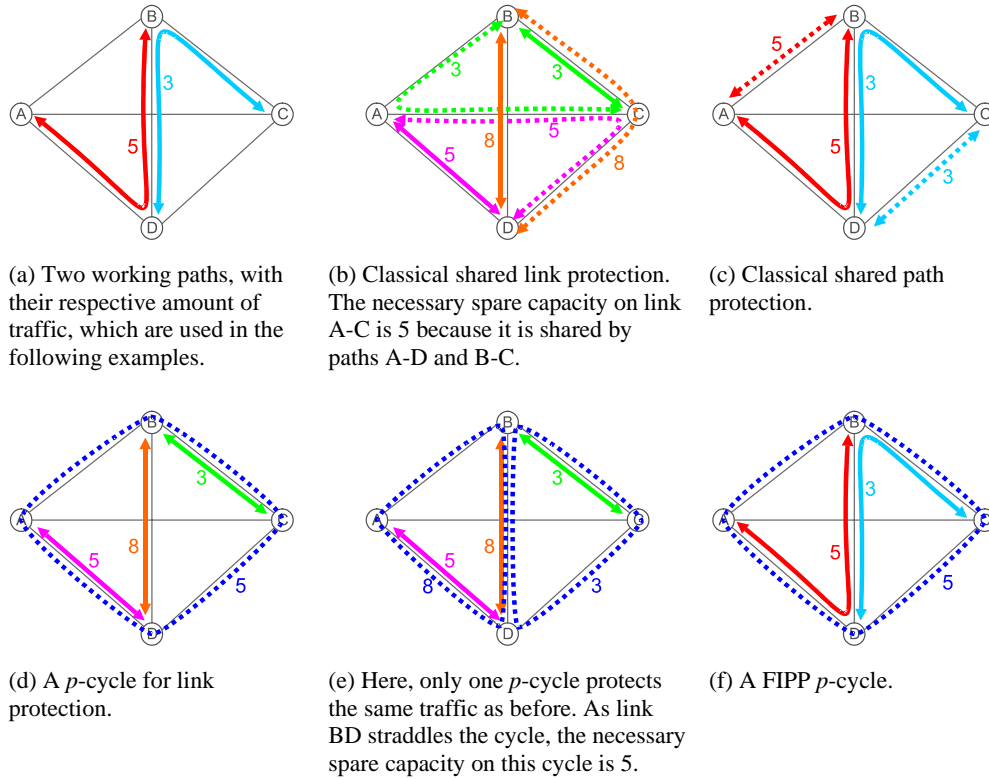 B
A
C
D
3
5
B
A
C
D
3
3
5
5
8
8
B
A
C
D
5
3
5
3
(a) Two working paths, with
their respective amount of
traffic, which are used in the
following examples.
(b) Classical shared link protection.
The necessary spare capacity on link
A-C is 5 because it is shared by
paths A-D and B-C.
(c) Classical shared path
protection.
B
A
C
D
3
5
8
5
B
A
C
D
3
8
5
8
3
B
A
C
D
3
5
5
(d) A p-cycle for link
protection.
(e) Here, only one p-cycle protects
the same traffic as before. As link
BD straddles the cycle, the necessary
spare capacity on this cycle is 5.
(f) A FIPP p-cycle.